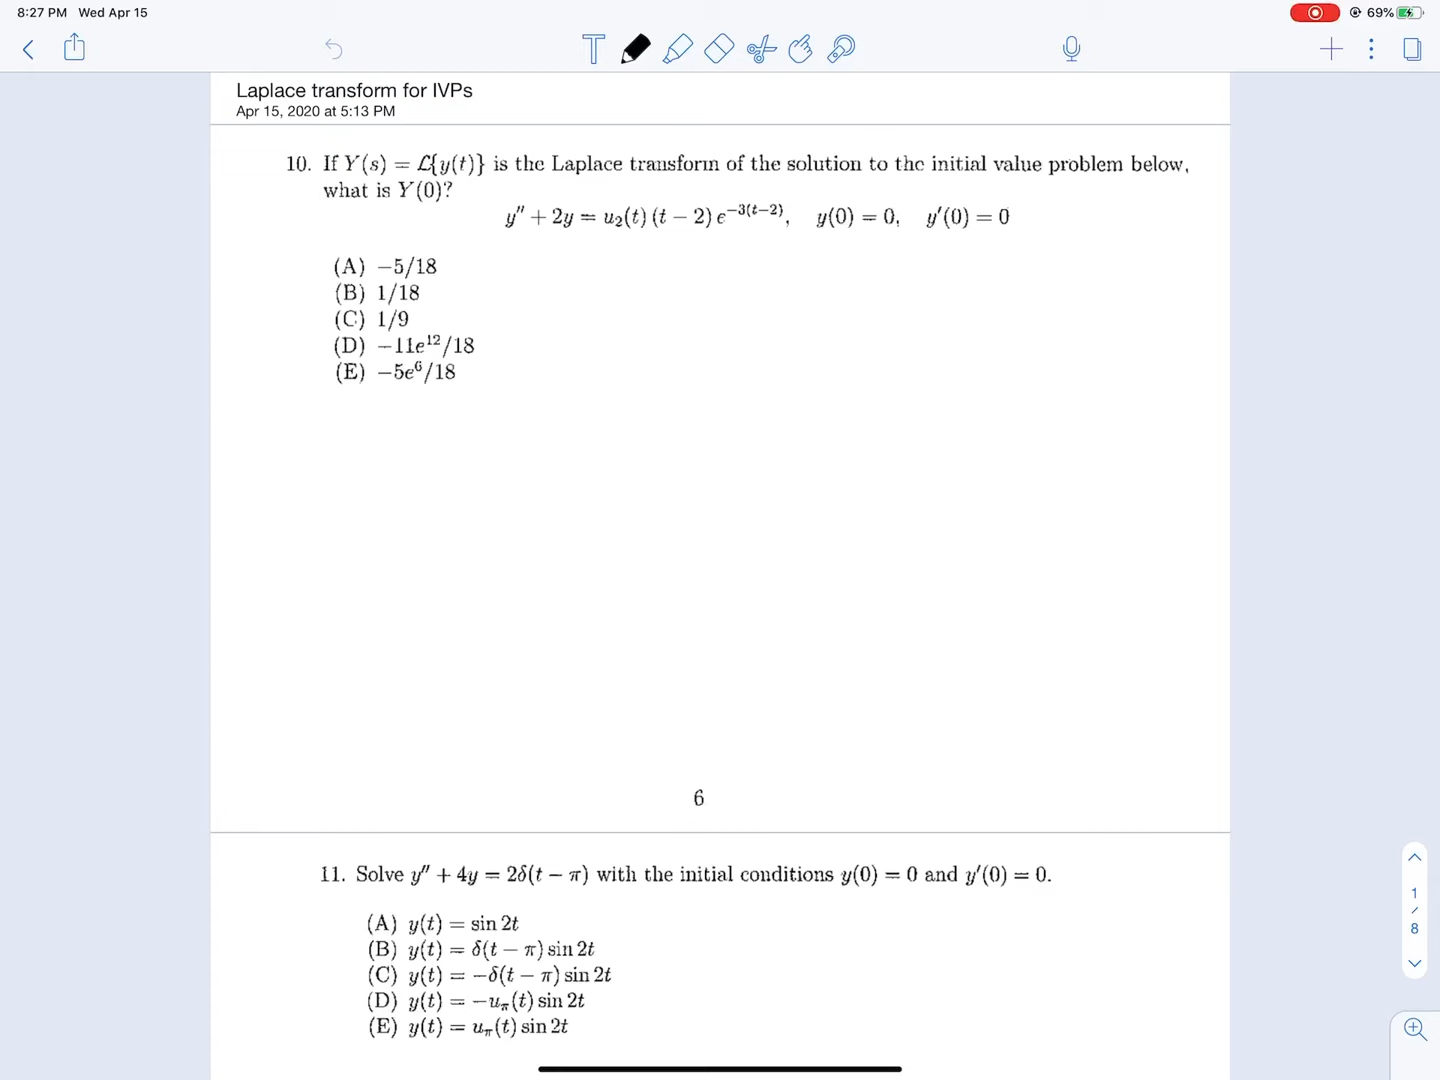 8:27 PM Wed Apr 15
69%
Laplace transform for IVPs
Apr 15, 2020 at 5:13 PM
10. If Y(s) = ℒ{y(t)} is the Laplace transform of the solution to the initial value problem below,
what is Y(0)?
y″ + 2y = u₂(t) (t − 2) e^{−3(t−2)}, y(0) = 0, y′(0) = 0
(A) −5/18
(B) 1/18
(C) 1/9
(D) −11e¹²/18
(E) −5e⁶/18
6
11. Solve y″ + 4y = 2δ(t − π) with the initial conditions y(0) = 0 and y′(0) = 0.
(A) y(t) = sin 2t
(B) y(t) = δ(t − π) sin 2t
(C) y(t) = −δ(t − π) sin 2t
(D) y(t) = −u_π(t) sin 2t
(E) y(t) = u_π(t) sin 2t
1
/
8